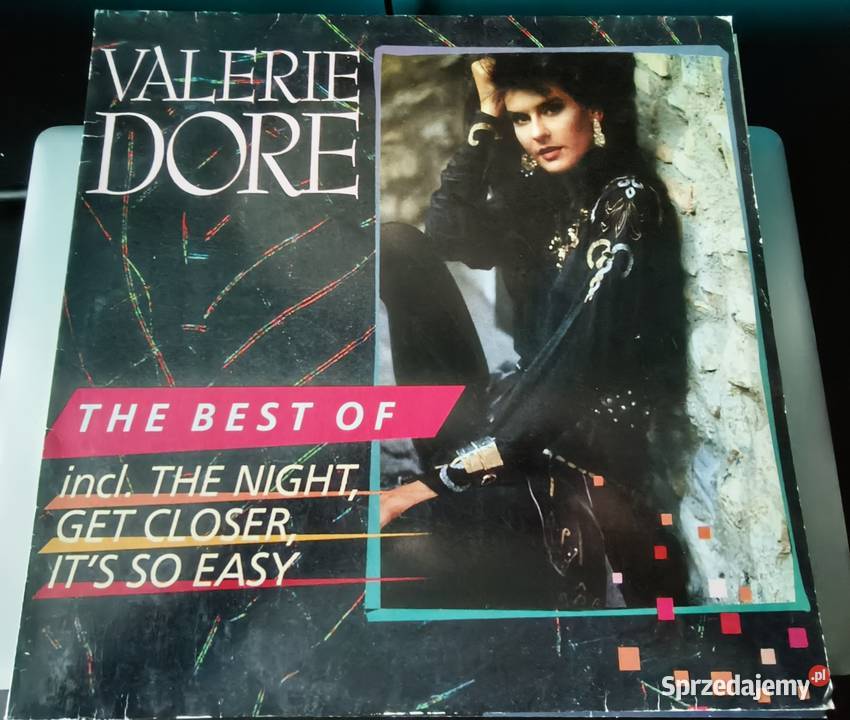 VALERIE
DORE
THE BEST OF
incl. THE NIGHT,
GET CLOSER,
IT'S SO EASY
Sprzedajemy.pl